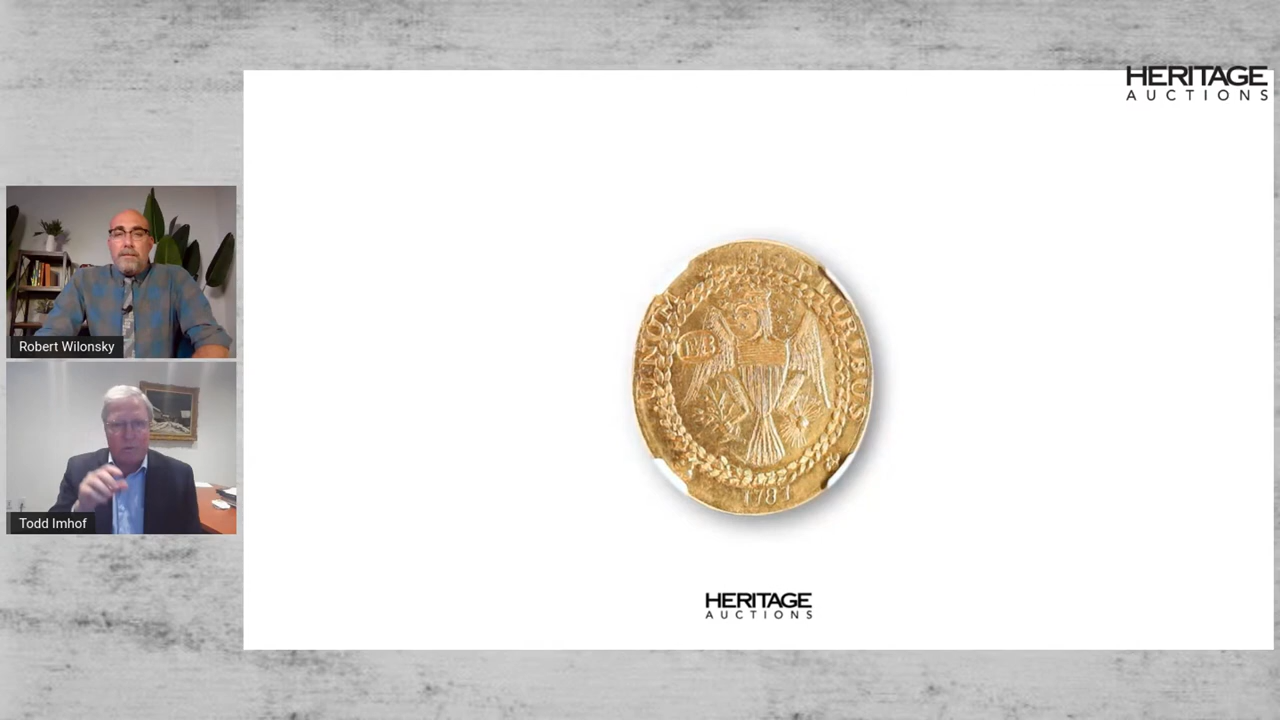 HERITAGE
AUCTIONS
Robert Wilonsky
Todd Imhof
UNUM
PLURIBUS
EB
1787
HERITAGE
AUCTIONS